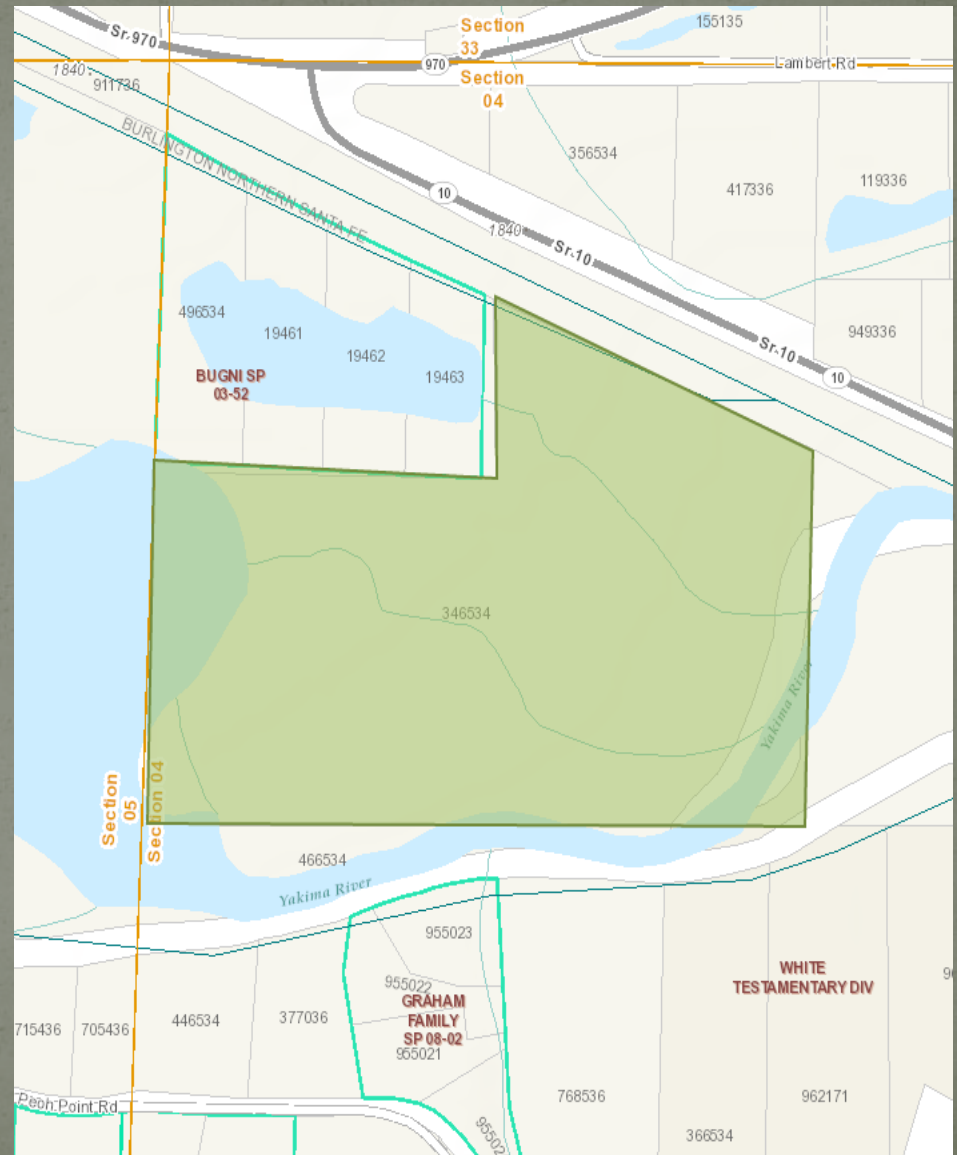 155135
Sr-970
Section
33
970
Section
04
Lambert Rd
1840
911736
BURLINGTON NORTHERN SANTA FE
356534
417336
119336
10
1840
Sr-10
496534
19461
19462
19463
949336
Sr-10
10
BUGNI SP
03-52
346534
Yakima River
Section
05
Section 04
466534
Yakima River
955023
955022
GRAHAM
FAMILY
SP 08-02
955021
WHITE
TESTAMENTARY DIV
715436
705436
446534
377036
768536
962171
366534
Peoh Point Rd